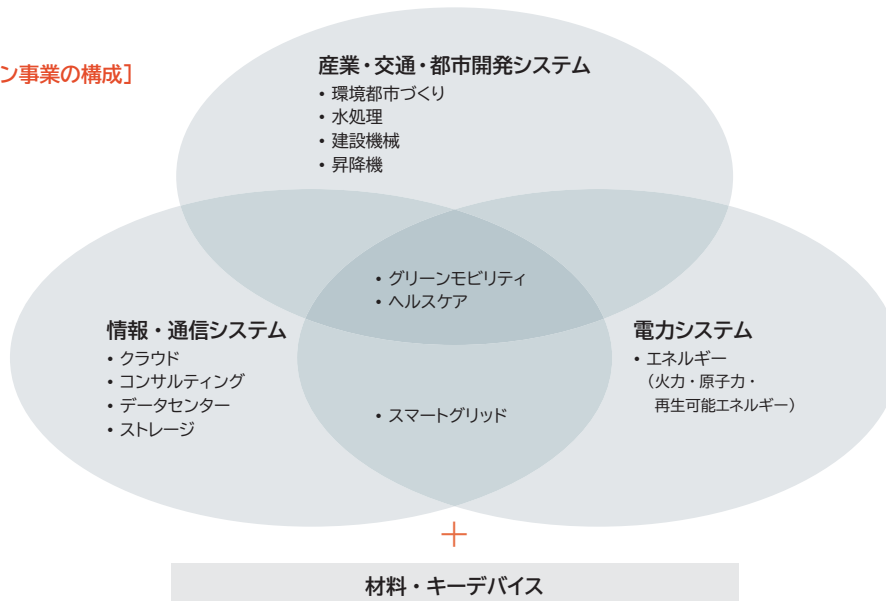 ン事業の構成］
産業・交通・都市開発システム
• 環境都市づくり
• 水処理
• 建設機械
• 昇降機
• グリーンモビリティ
• ヘルスケア
情報・通信システム
• クラウド
• コンサルティング
• データセンター
• ストレージ
電力システム
• エネルギー
（火力・原子力・
再生可能エネルギー）
• スマートグリッド
＋
材料・キーデバイス